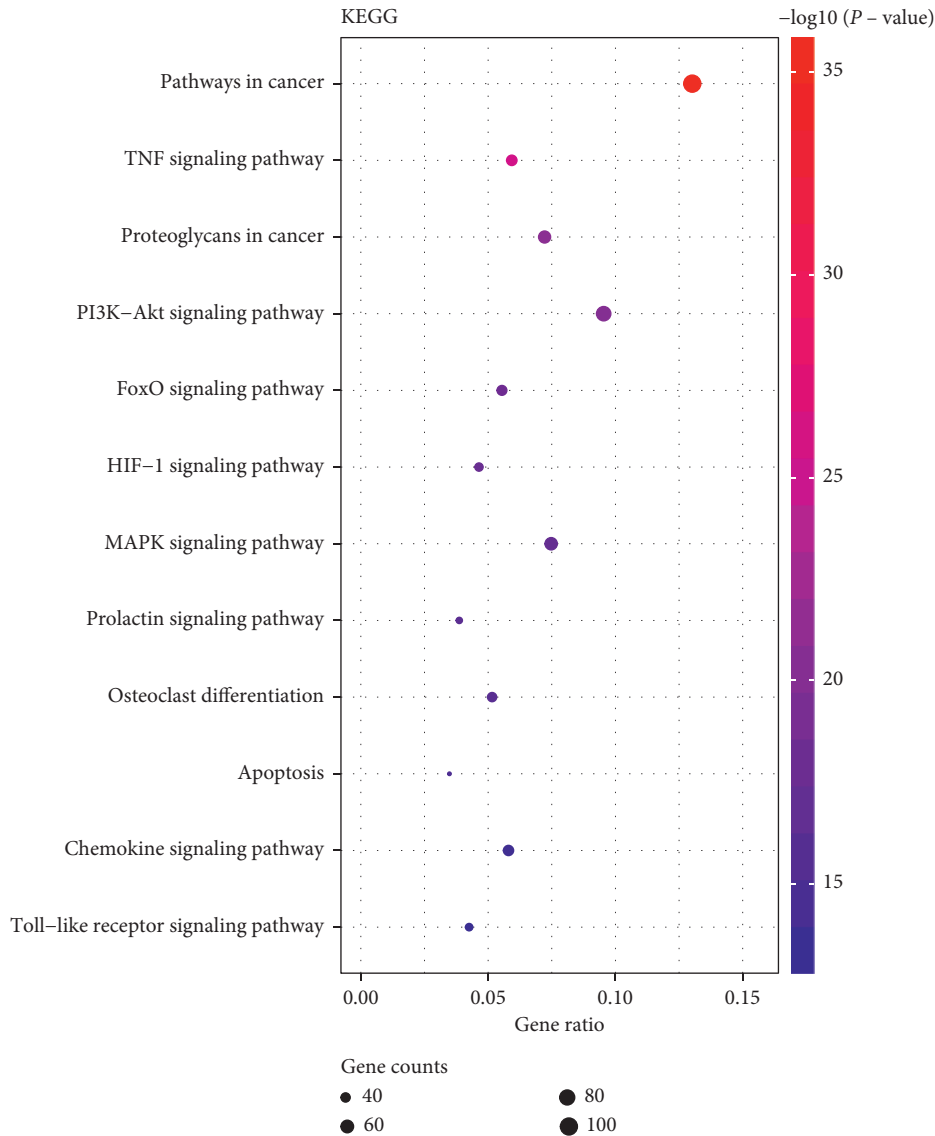 KEGG
−log10 (P – value)
Pathways in cancer
TNF signaling pathway
Proteoglycans in cancer
PI3K−Akt signaling pathway
FoxO signaling pathway
HIF−1 signaling pathway
MAPK signaling pathway
Prolactin signaling pathway
Osteoclast differentiation
Apoptosis
Chemokine signaling pathway
Toll−like receptor signaling pathway
35
30
25
20
15
0.00 0.05 0.10 0.15
Gene ratio
Gene counts
40 80
60 100